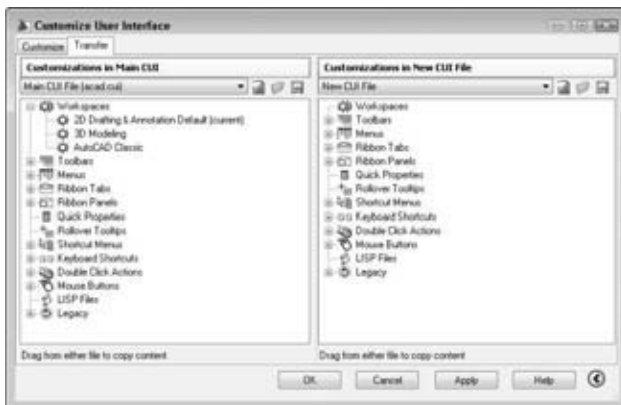 Customize User Interface
Customize Transfer
Customizations in Main CUI
Main CUI File (acad.cui)
Workspaces
2D Drafting & Annotation Default (current)
3D Modeling
AutoCAD Classic
Toolbars
Menus
Ribbon Tabs
Ribbon Panels
Quick Properties
Rollover Tooltips
Shortcut Menus
Keyboard Shortcuts
Double Click Actions
Mouse Buttons
LISP Files
Legacy
Drag from either file to copy content
Customizations in New CUI File
New CUI File
Workspaces
Toolbars
Menus
Ribbon Tabs
Ribbon Panels
Quick Properties
Rollover Tooltips
Shortcut Menus
Keyboard Shortcuts
Double Click Actions
Mouse Buttons
LISP Files
Legacy
Drag from either file to copy content
OK Cancel Apply Help